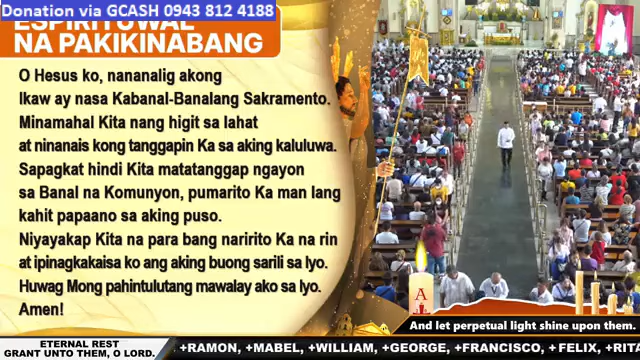 Donation via GCASH 0943 812 4188
ESPIRITUWAL
NA PAKIKINABANG
O Hesus ko, nananalig akong
Ikaw ay nasa Kabanal-Banalang Sakramento.
Minamahal Kita nang higit sa lahat
at ninanais kong tanggapin Ka sa aking kaluluwa.
Sapagkat hindi Kita matatanggap ngayon
sa Banal na Komunyon, pumarito Ka man lang
kahit papaano sa aking puso.
Niyayakap Kita na para bang naririto Ka na rin
at ipinagkakaisa ko ang aking buong sarili sa Iyo.
Huwag Mong pahintulutang mawalay ako sa Iyo.
Amen!
A
And let perpetual light shine upon them.
ETERNAL REST
GRANT UNTO THEM, O LORD.
+RAMON, +MABEL, +WILLIAM, +GEORGE, +FRANCISCO, + FELIX, +RITA